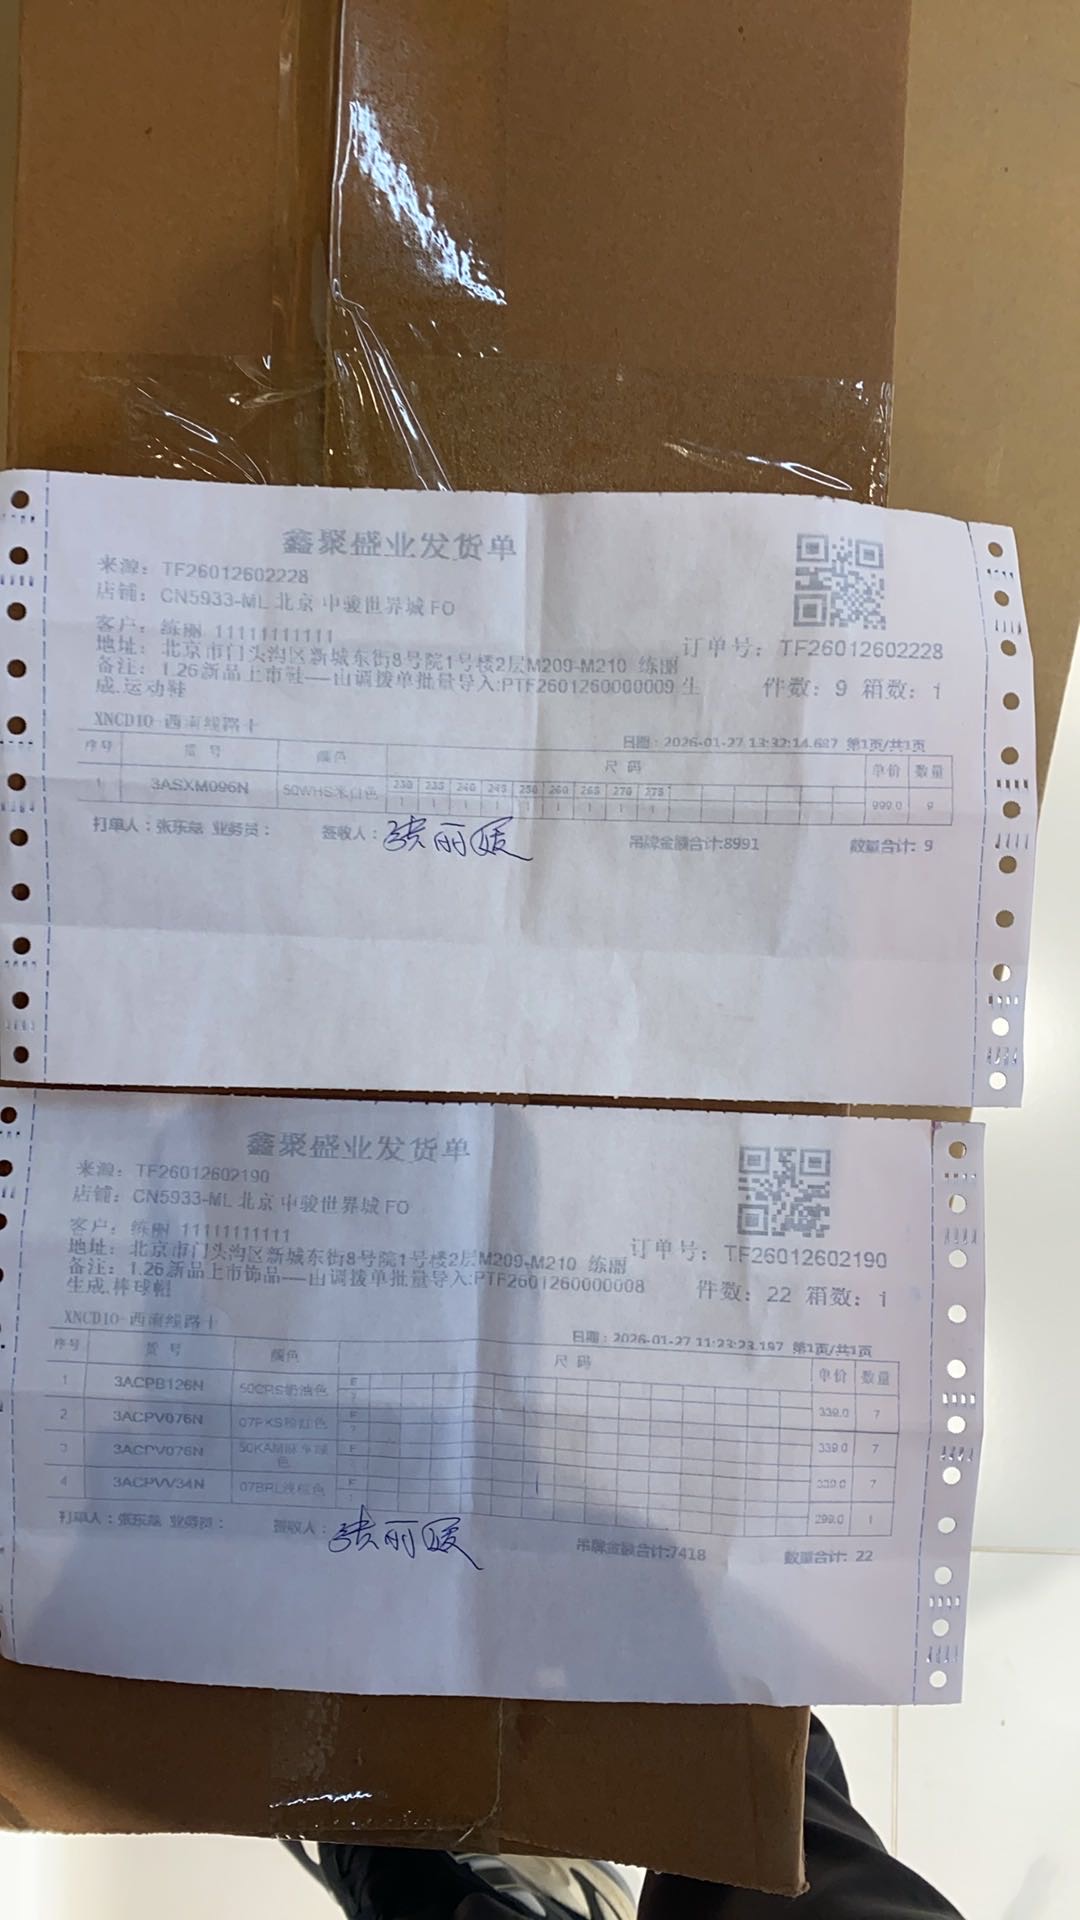 鑫聚盛业发货单
来源：TF26012602228
店铺：CN5933-ML 北京 中骏世界城 FO
客户：练丽 11111111111
地址：北京市门头沟区新城东街8号院1号楼2层M209-M210 练丽
订单号：TF26012602228
备注：1.26新品上市鞋——由调拨单批量导入:PTF2601260000009 生
成.运动鞋
件数：9 箱数：1
XNCD10-西南线路十
日期：2026-01-27 13:32:14.687 第1页/共1页
序号 货号 颜色 尺码 单价 数量
230 235 240 245 250 260 265 270 275
1 3ASXM096N 50WHS米白色 1 1 1 1 1 1 1 1 1 999.0 9
打单人：张东磊 业务员： 签收人：张丽媛 吊牌金额合计:8991 数量合计: 9
鑫聚盛业发货单
来源：TF26012602190
店铺：CN5933-ML 北京 中骏世界城 FO
客户：练丽 11111111111
地址：北京市门头沟区新城东街8号院1号楼2层M209-M210 练丽
订单号：TF26012602190
备注：1.26新品上市饰品——由调拨单批量导入:PTF2601260000008
生成.棒球帽
件数：22 箱数：1
XNCD10-西南线路十
日期：2026-01-27 11:23:23.197 第1页/共1页
序号 货号 颜色 尺码 单价 数量
1 3ACPB126N 50CRS奶油色 F 7 339.0 7
2 3ACPV076N 07PKS粉红色 F 7 339.0 7
3 3ACPV076N F 339.0 7
4 F 1 299.0 1
打单人：张东磊 业务员： 签收人：张丽媛 吊牌金额合计:7418 数量合计: 22